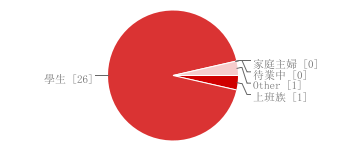 家庭主婦 [0]
學生 [26]
待業中 [0]
Other [1]
上班族 [1]